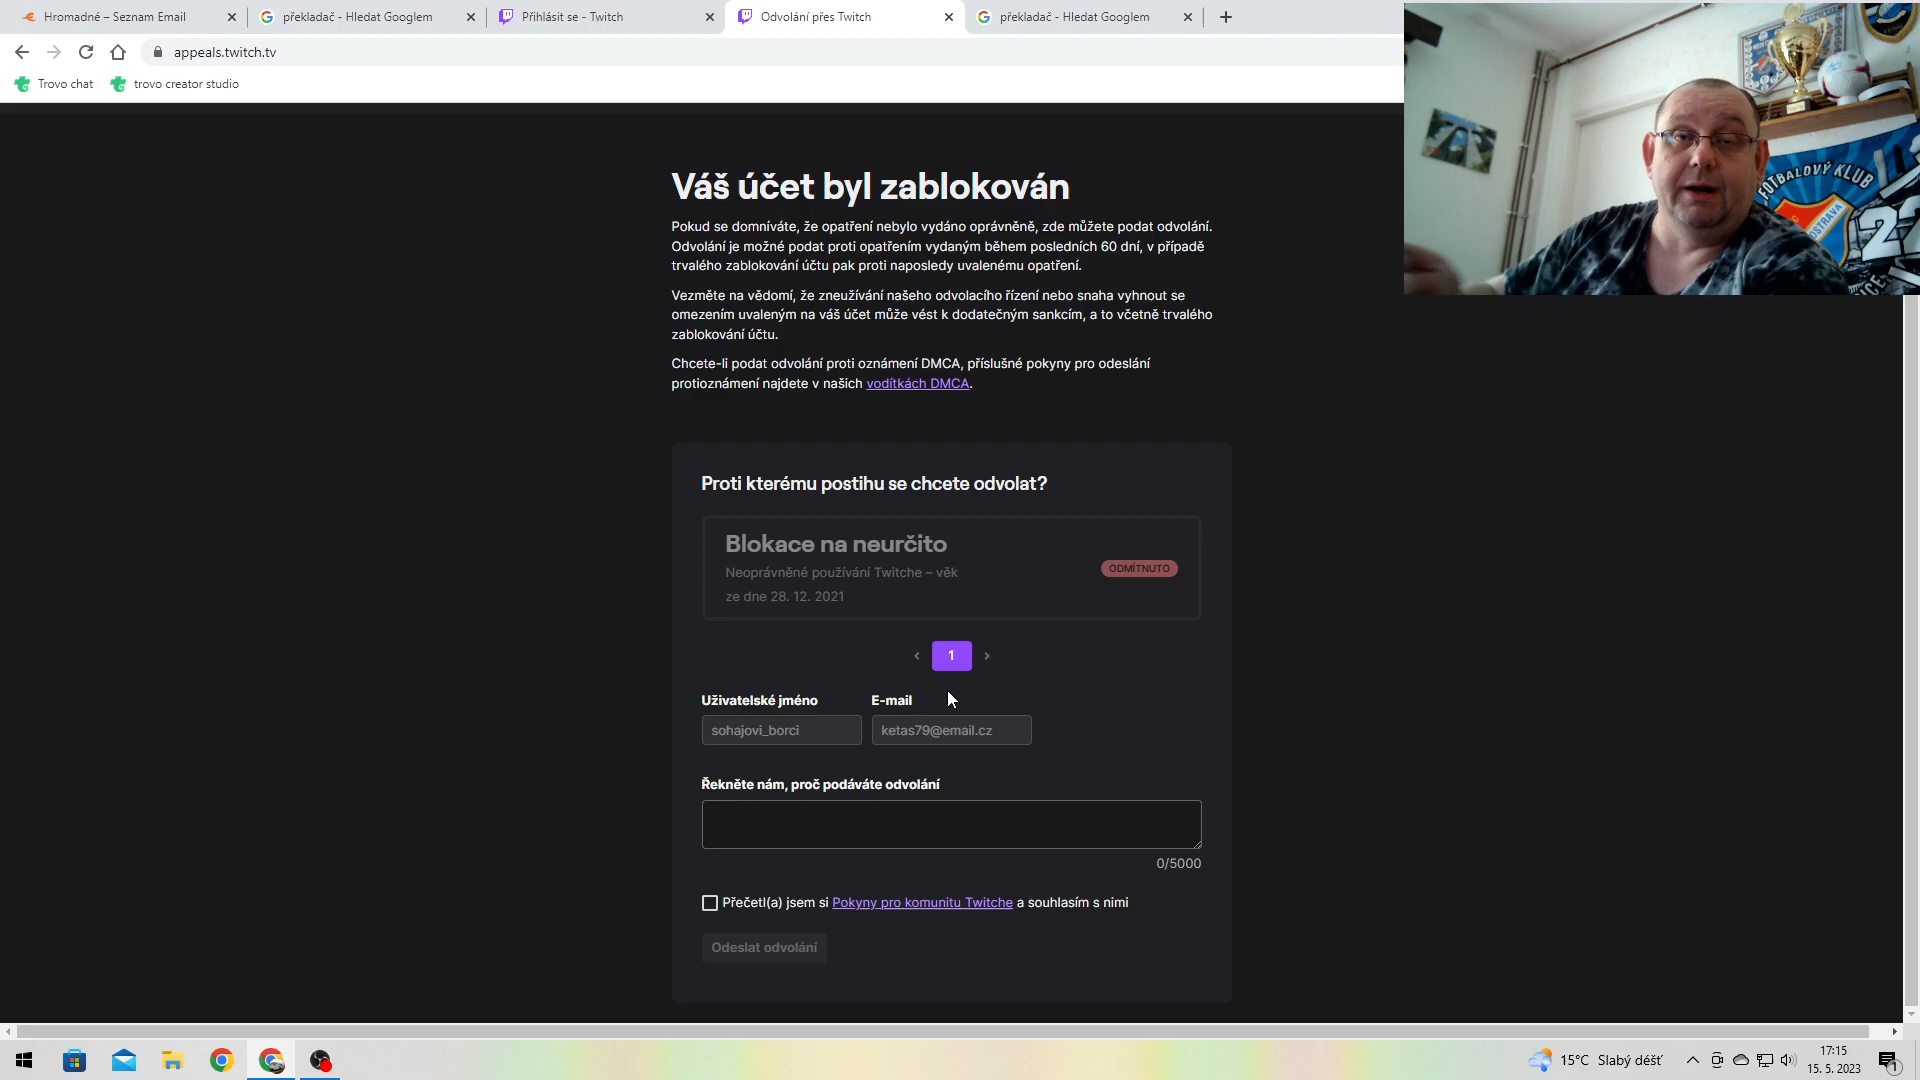 Hromadné – Seznam Email
překladač - Hledat Googlem
Přihlásit se - Twitch
Odvolání přes Twitch
překladač - Hledat Googlem
appeals.twitch.tv
Trovo chat
trovo creator studio
FOTBALOVÝ KLUB
OSTRAVA
Váš účet byl zablokován
Pokud se domníváte, že opatření nebylo vydáno oprávněně, zde můžete podat odvolání.
Odvolání je možné podat proti opatřením vydaným během posledních 60 dní, v případě
trvalého zablokování účtu pak proti naposledy uvalenému opatření.
Vezměte na vědomí, že zneužívání našeho odvolacího řízení nebo snaha vyhnout se
omezením uvaleným na váš účet může vést k dodatečným sankcím, a to včetně trvalého
zablokování účtu.
Chcete-li podat odvolání proti oznámení DMCA, příslušné pokyny pro odeslání
protioznámení najdete v našich vodítkách DMCA.
Proti kterému postihu se chcete odvolat?
Blokace na neurčito
Neoprávněné používání Twitche – věk
ze dne 28. 12. 2021
ODMÍTNUTO
1
Uživatelské jméno
E-mail
sohajovi_borci
ketas79@email.cz
Řekněte nám, proč podáváte odvolání
0/5000
Přečetl(a) jsem si Pokyny pro komunitu Twitche a souhlasím s nimi
Odeslat odvolání
15°C Slabý déšť
17:15
15. 5. 2023
1